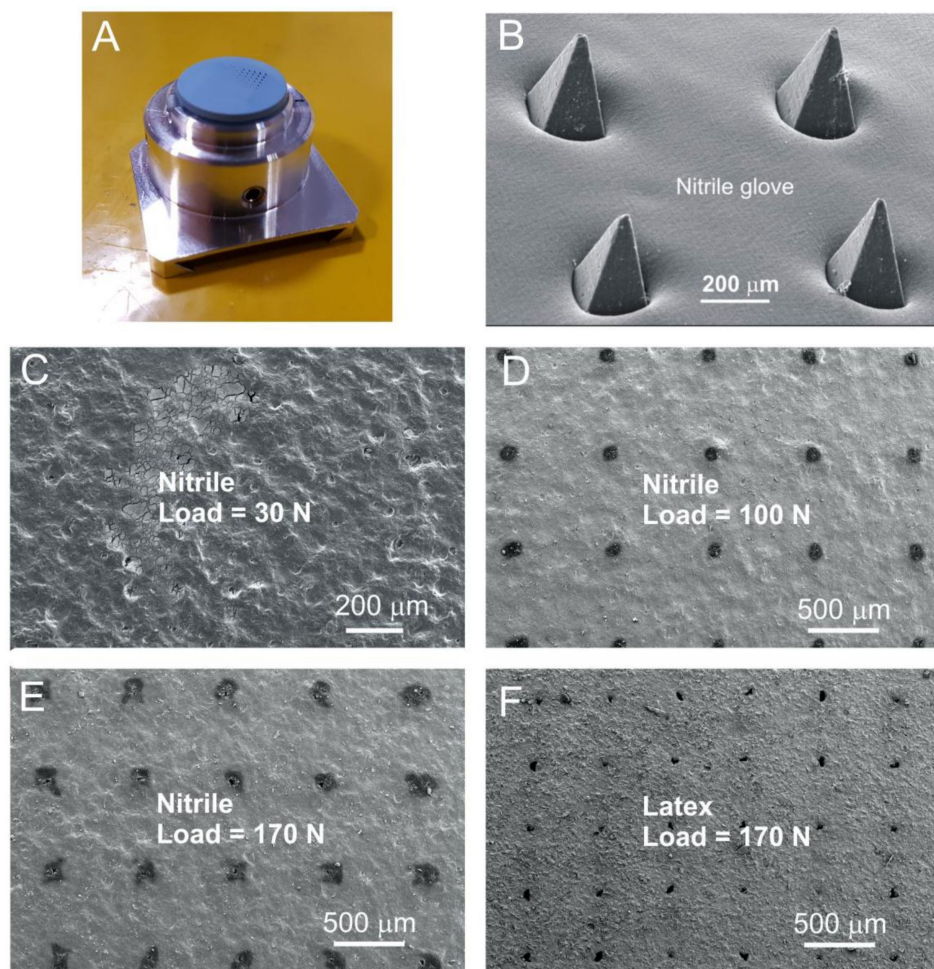 A
B
Nitrile glove
200 μm
C
Nitrile
Load = 30 N
200 μm
D
Nitrile
Load = 100 N
500 μm
E
Nitrile
Load = 170 N
500 μm
F
Latex
Load = 170 N
500 μm